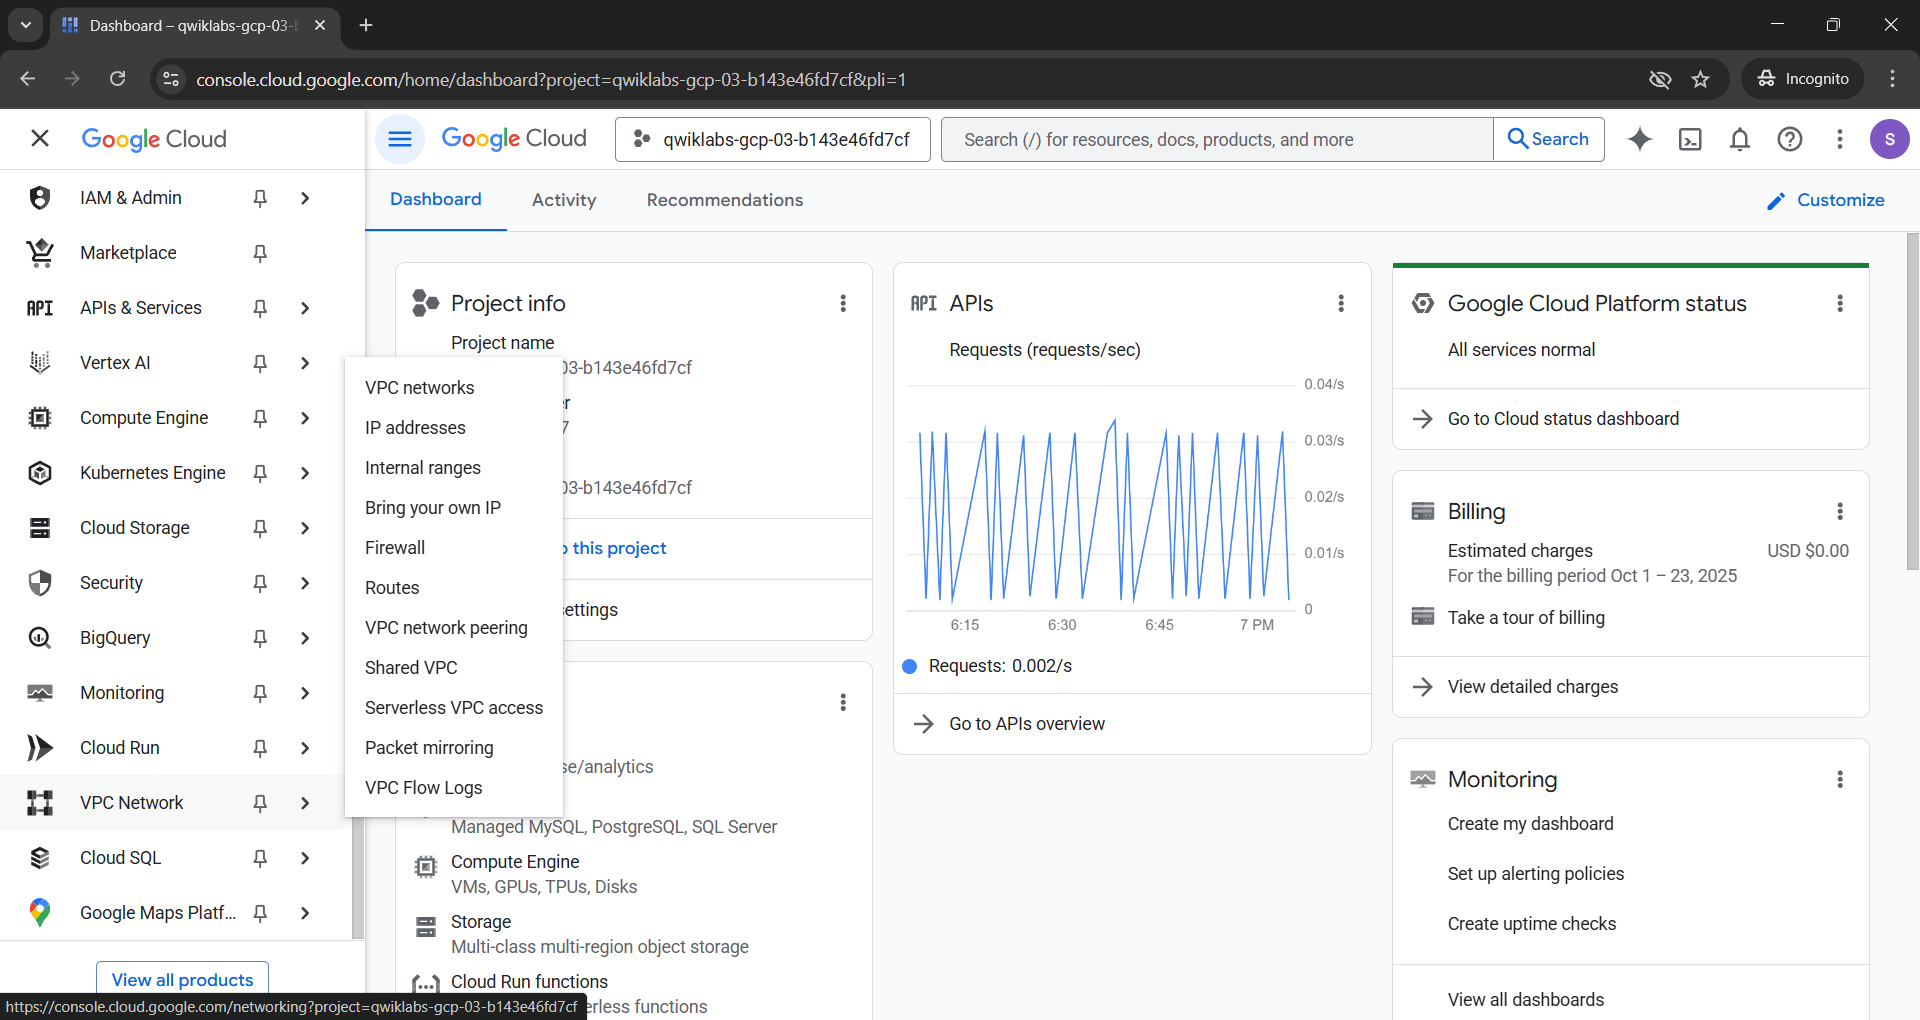 Dashboard – qwiklabs-gcp-03-
console.cloud.google.com/home/dashboard?project=qwiklabs-gcp-03-b143e46fd7cf&pli=1
Incognito
Google Cloud
Google Cloud
qwiklabs-gcp-03-b143e46fd7cf
Search (/) for resources, docs, products, and more
Search
S
IAM & Admin
Marketplace
API APIs & Services
Vertex AI
Compute Engine
Kubernetes Engine
Cloud Storage
Security
BigQuery
Monitoring
Cloud Run
VPC Network
Cloud SQL
Google Maps Platf...
View all products
https://console.cloud.google.com/networking?project=qwiklabs-gcp-03-b143e46fd7cf
VPC networks
IP addresses
Internal ranges
Bring your own IP
Firewall
Routes
VPC network peering
Shared VPC
Serverless VPC access
Packet mirroring
VPC Flow Logs
Dashboard
Activity
Recommendations
Customize
Project info
Project name
03-b143e46fd7cf
r
7
03-b143e46fd7cf
this project
settings
se/analytics
Managed MySQL, PostgreSQL, SQL Server
Compute Engine
VMs, GPUs, TPUs, Disks
Storage
Multi-class multi-region object storage
Cloud Run functions
erless functions
API APIs
Requests (requests/sec)
0.04/s
0.03/s
0.02/s
0.01/s
0
6:15
6:30
6:45
7 PM
Requests: 0.002/s
Go to APIs overview
Google Cloud Platform status
All services normal
Go to Cloud status dashboard
Billing
Estimated charges
USD $0.00
For the billing period Oct 1 – 23, 2025
Take a tour of billing
View detailed charges
Monitoring
Create my dashboard
Set up alerting policies
Create uptime checks
View all dashboards